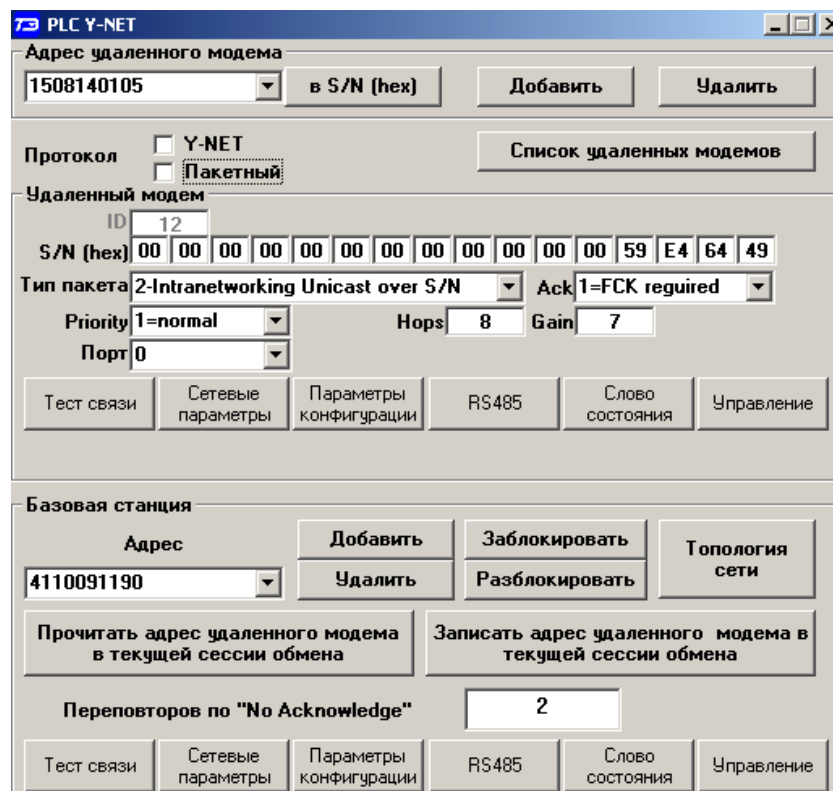 ТЭ PLC Y-NET
Адрес удаленного модема
1508140105 в S/N (hex) Добавить Удалить
Протокол Y-NET
Пакетный
Список удаленных модемов
Удаленный модем
ID 12
S/N (hex) 00 00 00 00 00 00 00 00 00 00 00 00 59 E4 64 49
Тип пакета 2-Intranetworking Unicast over S/N Ack 1=FCK reguired
Priority 1=normal Hops 8 Gain 7
Порт 0
Тест связи Сетевые параметры Параметры конфигурации RS485 Слово состояния Управление
Базовая станция
Адрес Добавить Заблокировать Топология сети
4110091190 Удалить Разблокировать
Прочитать адрес удаленного модема в текущей сессии обмена
Записать адрес удаленного модема в текущей сессии обмена
Переповторов по "No Acknowledge" 2
Тест связи Сетевые параметры Параметры конфигурации RS485 Слово состояния Управление